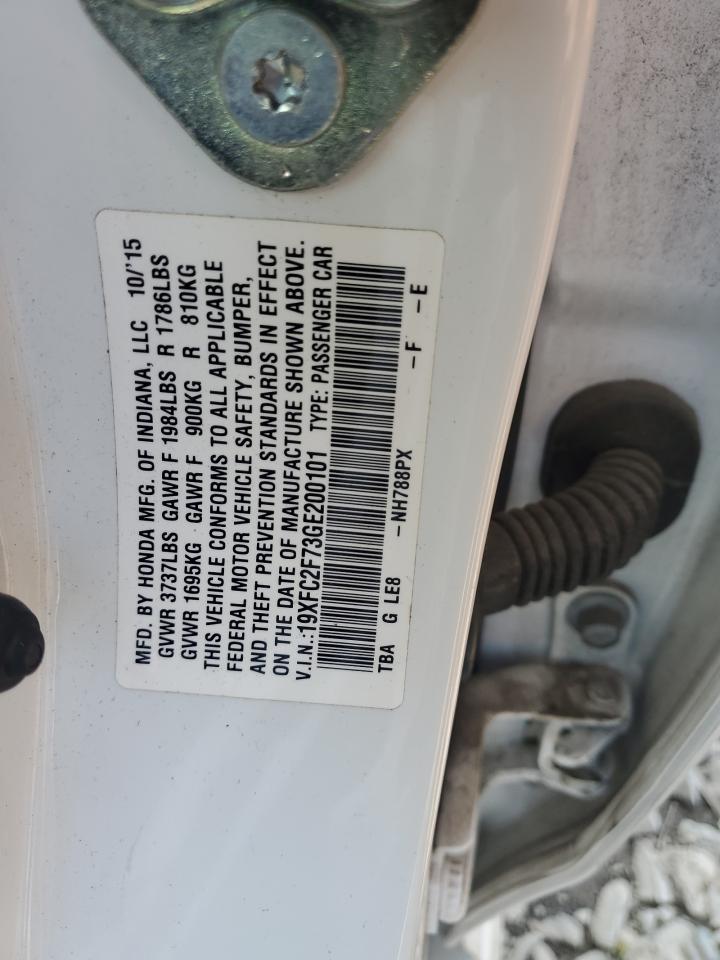 MFD. BY HONDA MFG. OF INDIANA, LLC 10/'15
GVWR 3737LBS GAWR F 1984LBS R 1786LBS
GVWR 1695KG GAWR F 900KG R 810KG
THIS VEHICLE CONFORMS TO ALL APPLICABLE
FEDERAL MOTOR VEHICLE SAFETY, BUMPER,
AND THEFT PREVENTION STANDARDS IN EFFECT
ON THE DATE OF MANUFACTURE SHOWN ABOVE.
V.I.N.:19XFC2F73GE200101 TYPE: PASSENGER CAR
TBA G LE8 -NH788PX -F -E